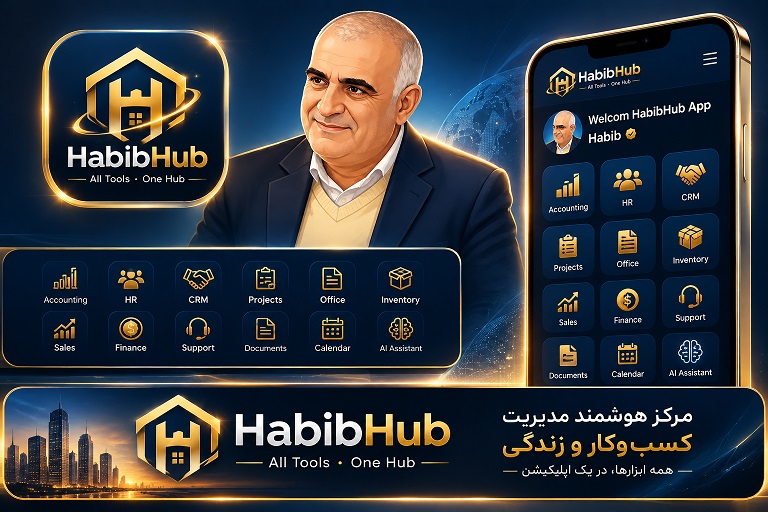 HabibHub
All Tools • One Hub
HabibHub
All Tools • One Hub
Welcom HabibHub App
Habib
Accounting
HR
CRM
Projects
Office
Inventory
Sales
Finance
Support
Documents
Calendar
AI Assistant
Accounting
HR
CRM
Projects
Office
Inventory
Sales
Finance
Support
Documents
Calendar
AI Assistant
HabibHub
All Tools • One Hub
مرکز هوشمند مدیریت
کسب‌وکار و زندگی
همه ابزارها، در یک اپلیکیشن